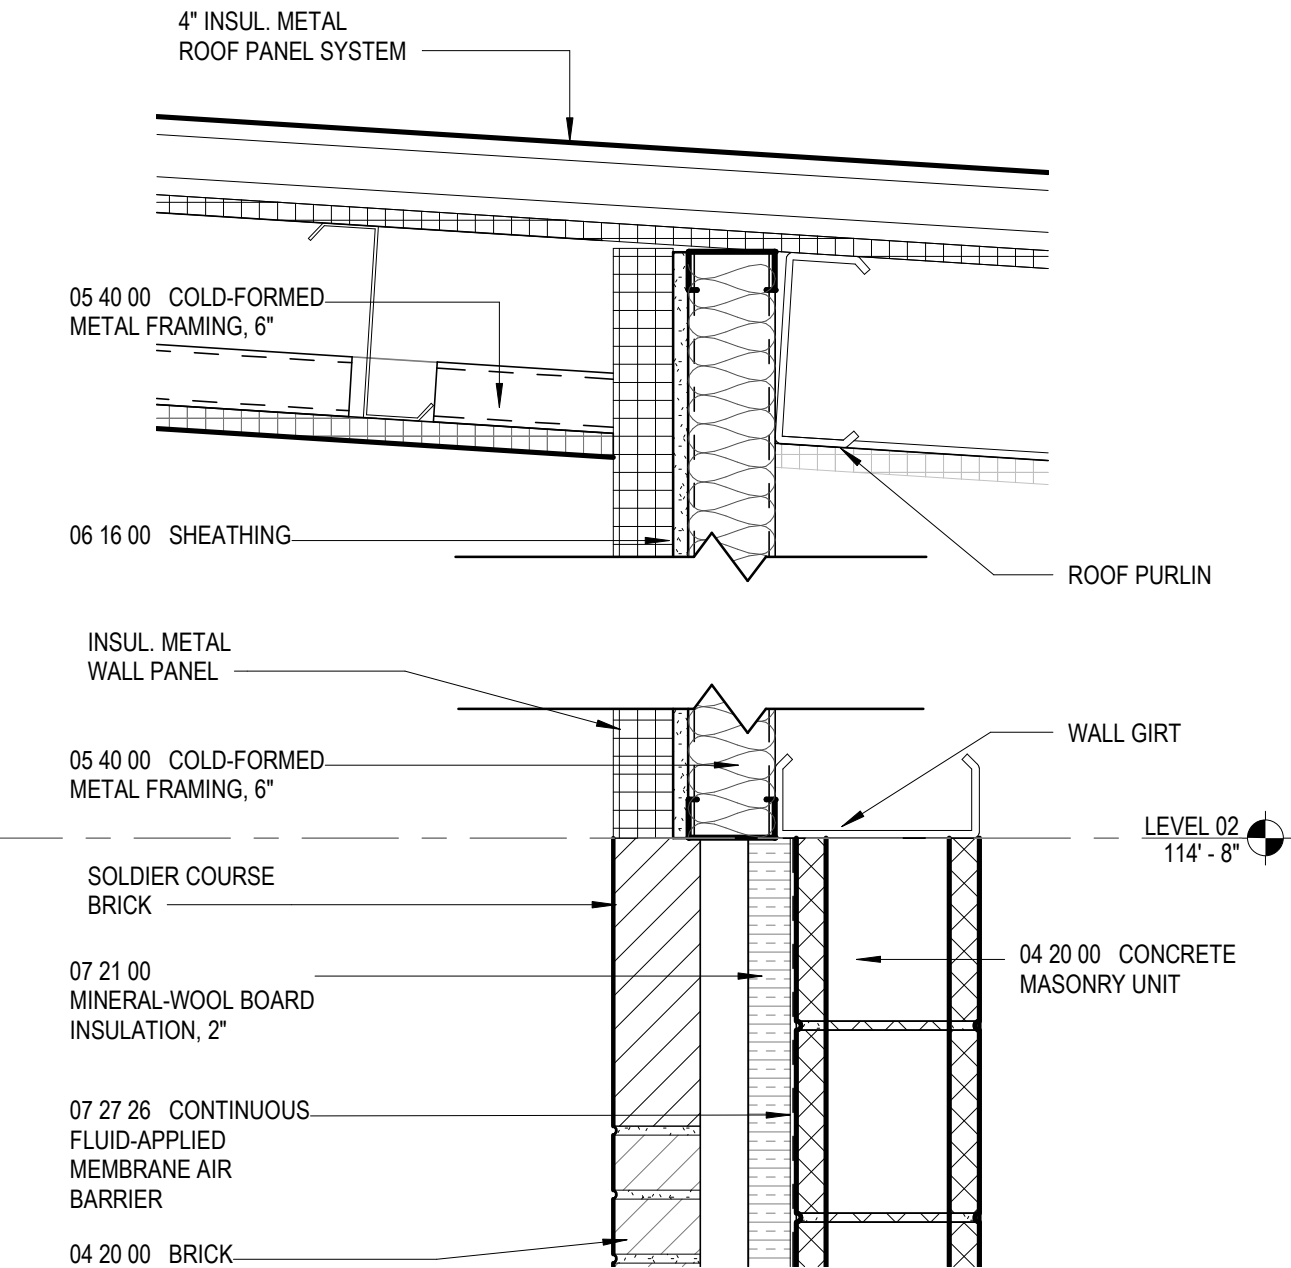 4" INSUL. METAL
ROOF PANEL SYSTEM
05 40 00 COLD-FORMED
METAL FRAMING, 6"
06 16 00 SHEATHING
ROOF PURLIN
INSUL. METAL
WALL PANEL
WALL GIRT
05 40 00 COLD-FORMED
METAL FRAMING, 6"
LEVEL 02
114' - 8"
SOLDIER COURSE
BRICK
04 20 00 CONCRETE
MASONRY UNIT
07 21 00
MINERAL-WOOL BOARD
INSULATION, 2"
07 27 26 CONTINUOUS
FLUID-APPLIED
MEMBRANE AIR
BARRIER
04 20 00 BRICK